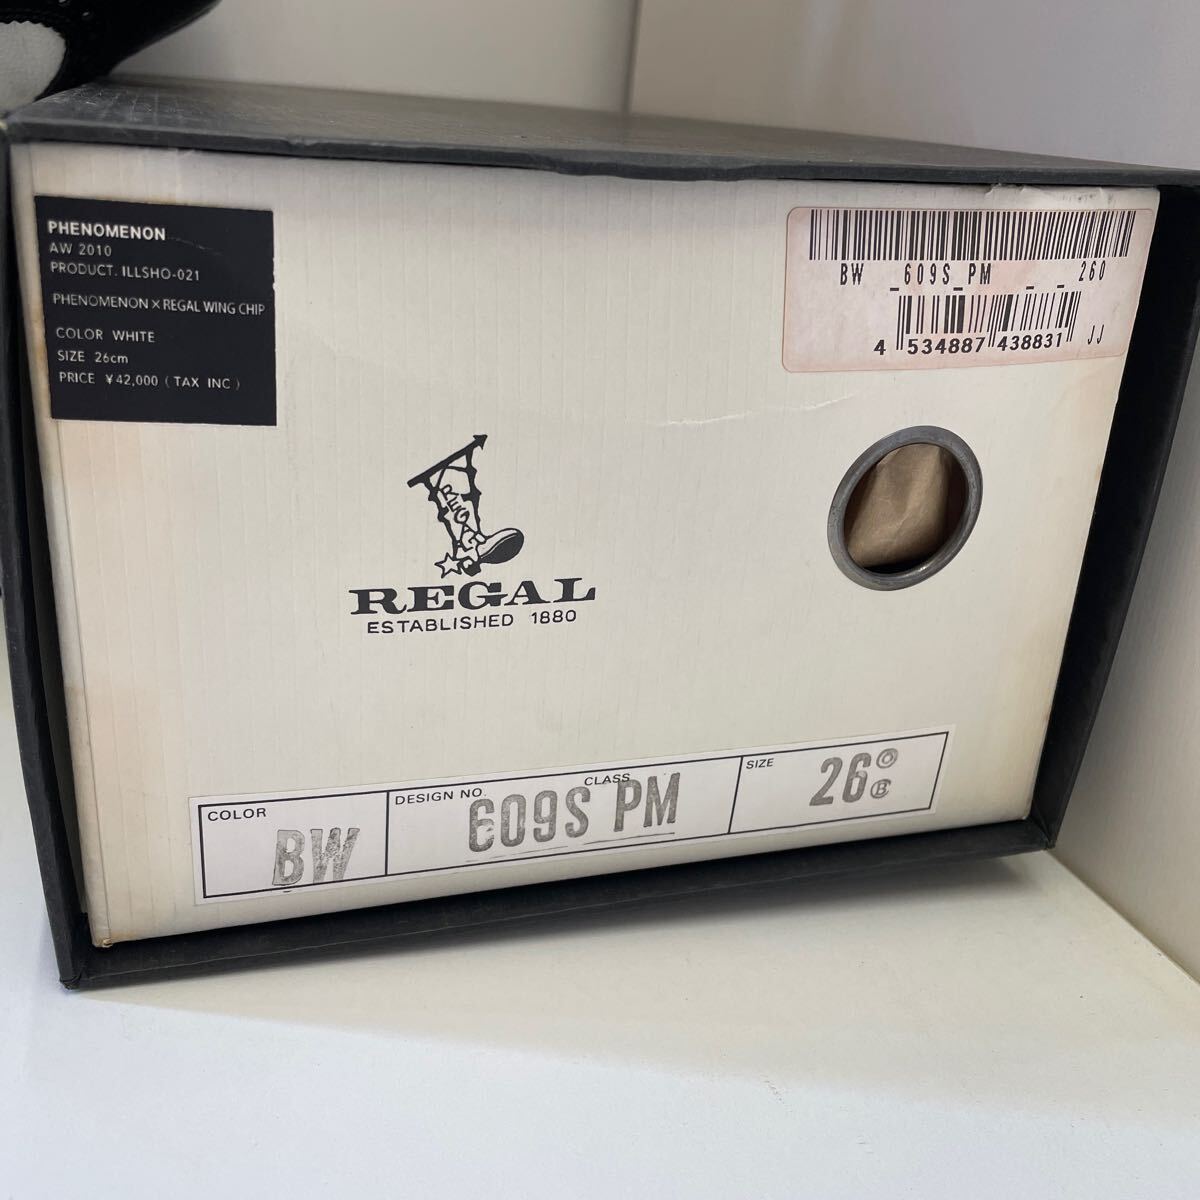 PHENOMENON
AW 2010
PRODUCT. ILLSHO-021
PHENOMENON × REGAL WING CHIP
COLOR WHITE
SIZE 26cm
PRICE ¥42,000 (TAX INC)
BW _609S_PM _ _ 260
4 534887 438831 JJ
REGAL
REGAL
ESTABLISHED 1880
COLOR BW
DESIGN NO. CLASS 609S PM
SIZE 26 B